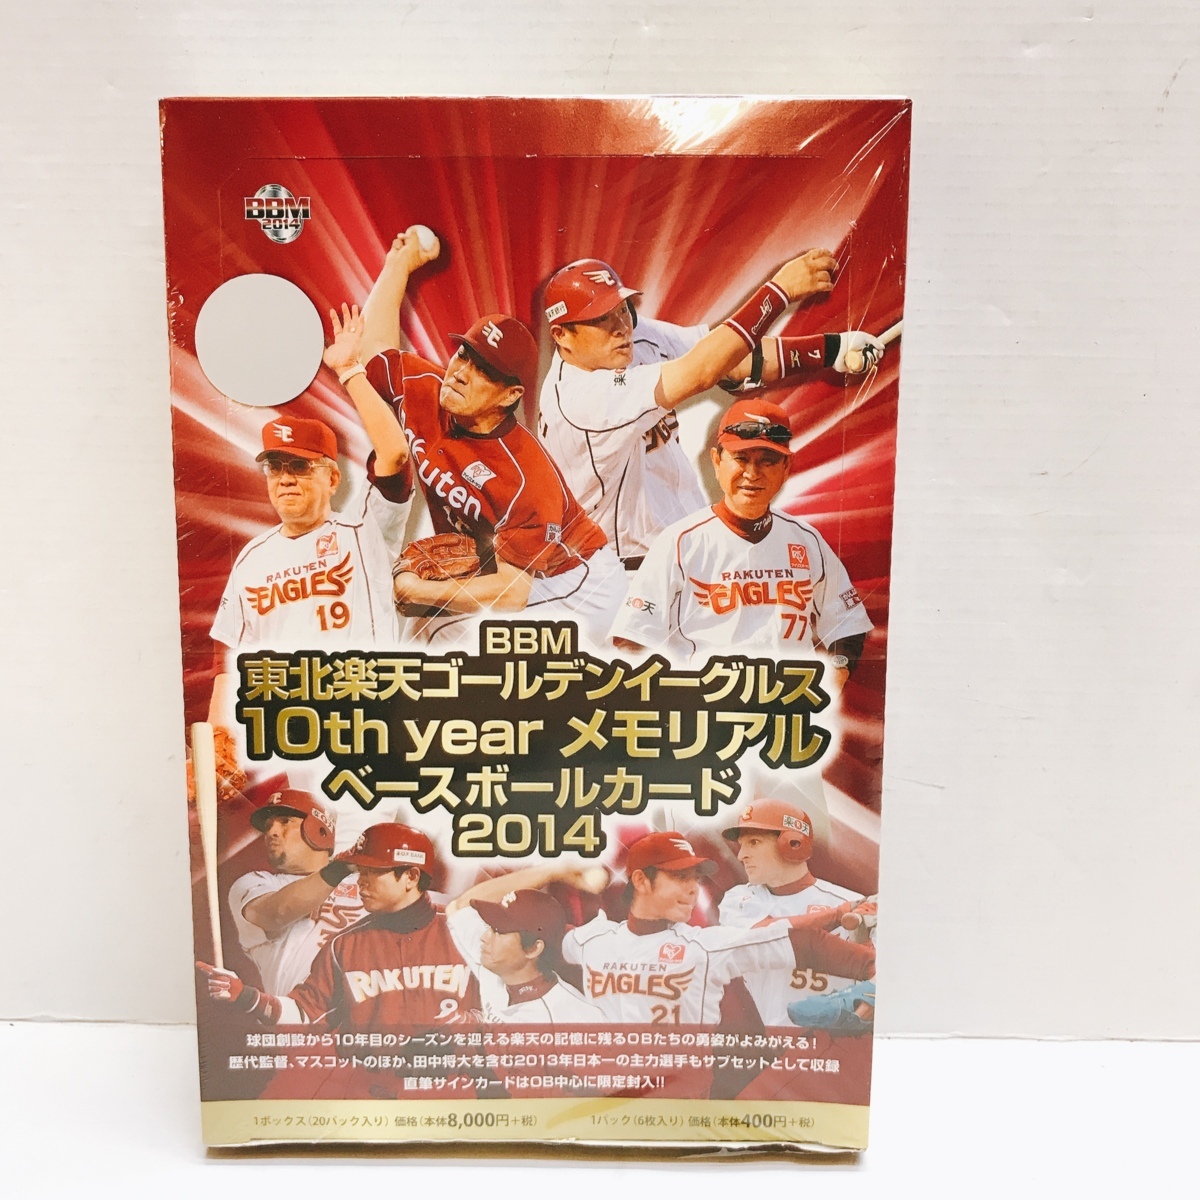 BBM
2014
RAKUTEN
EAGLES
19
Rakuten
楽天
77
RAKUTEN
EAGLES
77
BBM
東北楽天ゴールデンイーグルス
10th year メモリアル
ベースボールカード
2014
楽天
RAKUTEN
9
RAKUTEN
EAGLES
21
55
球団創設から10年目のシーズンを迎える楽天の記憶に残るOBたちの勇姿がよみがえる!
歴代監督、マスコットのほか、田中将大を含む2013年日本一の主力選手もサブセットとして収録
直筆サインカードはOB中心に限定封入!!
1ボックス(20パック入り) 価格(本体8,000円+税) 1パック(6枚入り) 価格(本体400円+税)